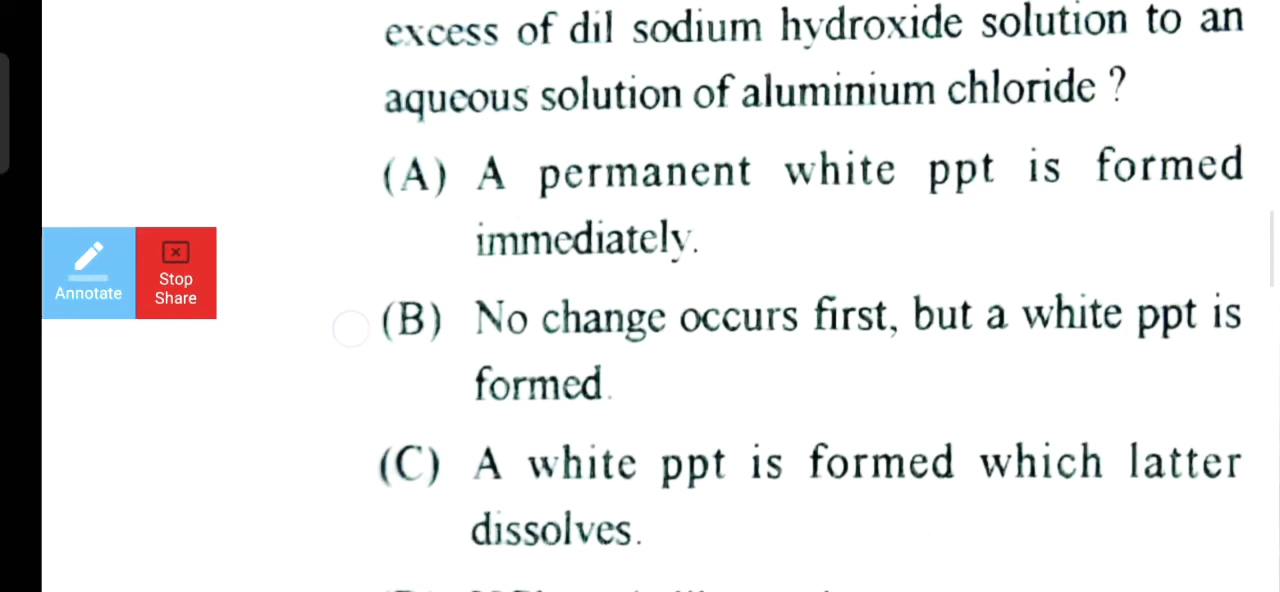 excess of dil sodium hydroxide solution to an
aqueous solution of aluminium chloride ?
(A) A permanent white ppt is formed
immediately.
Annotate
Stop
Share
(B) No change occurs first, but a white ppt is
formed.
(C) A white ppt is formed which latter
dissolves.